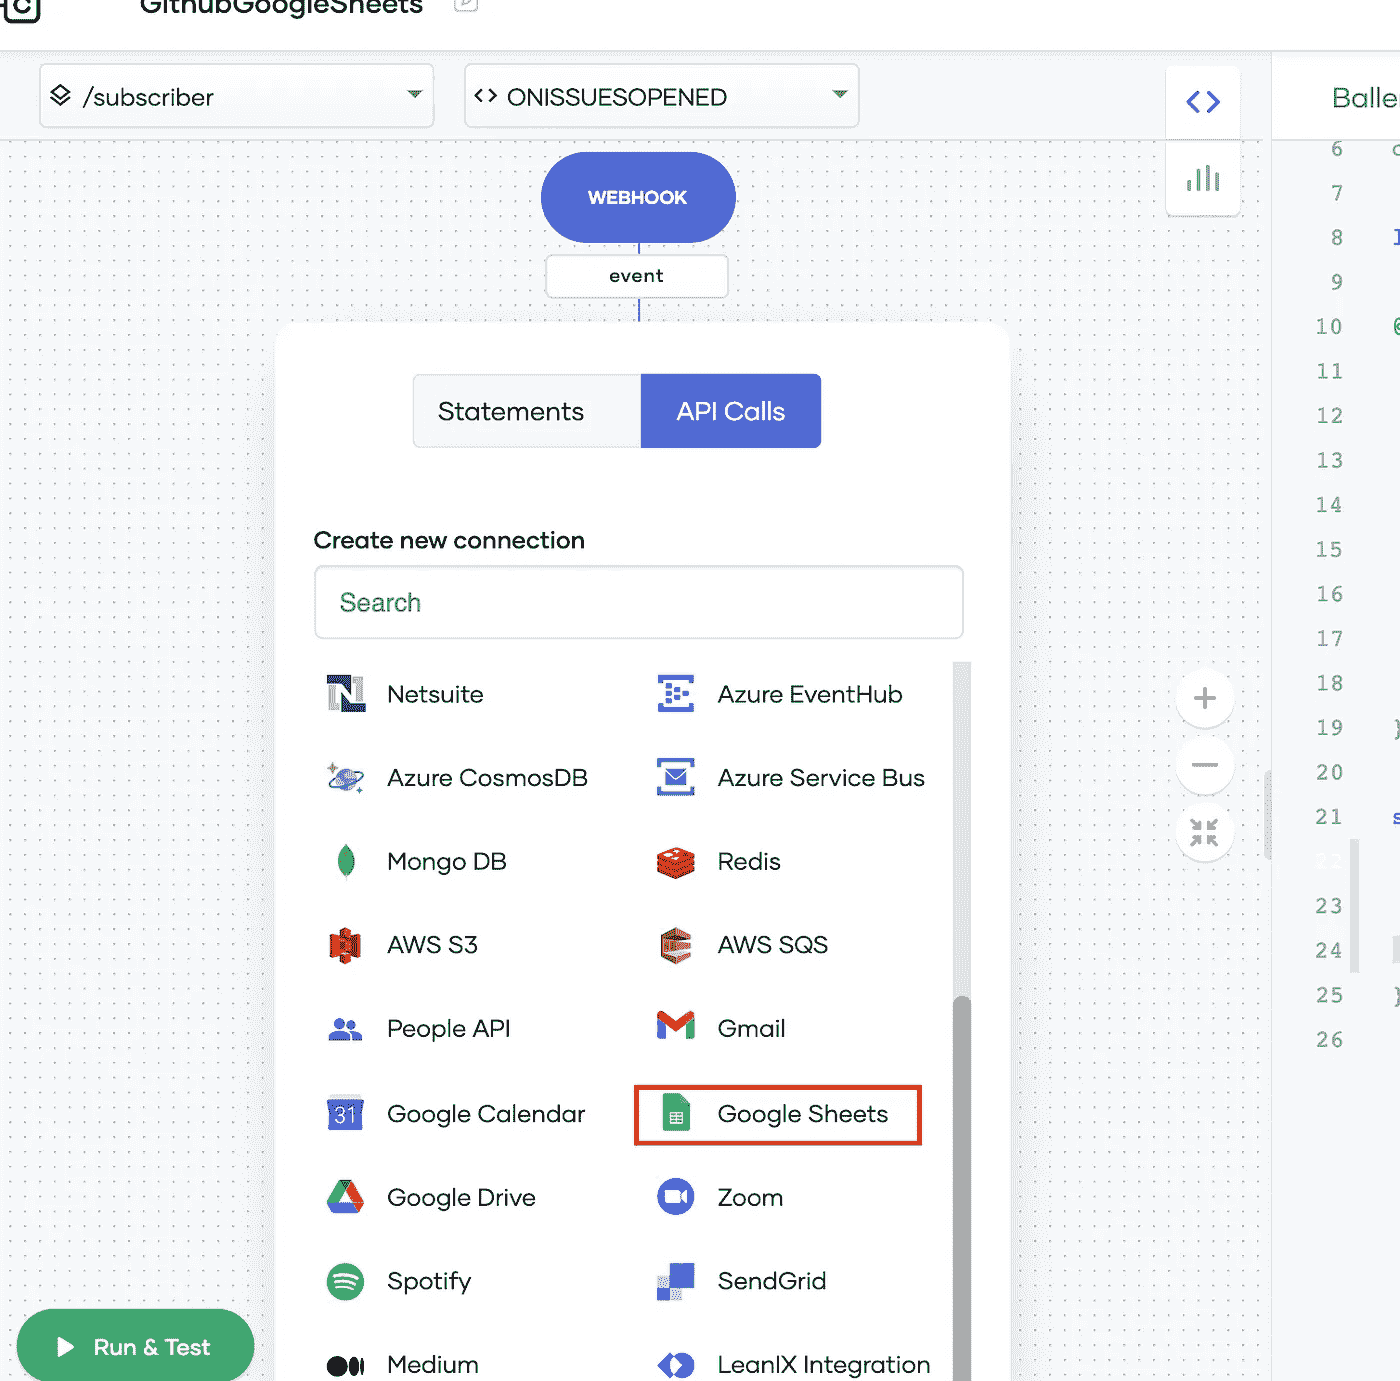 GithubGoogleSheets
/subscriber
<> ONISSUESOPENED
<>
WEBHOOK
event
Statements
API Calls
Create new connection
Search
Netsuite
Azure EventHub
Azure CosmosDB
Azure Service Bus
Mongo DB
Redis
AWS S3
AWS SQS
People API
Gmail
31
Google Calendar
Google Sheets
Google Drive
Zoom
Spotify
SendGrid
Medium
LeanIX Integration
Run & Test
6
7
8
9
10
11
12
13
14
15
16
17
18
19 }
20
21 s
22
23
24
25 }
26